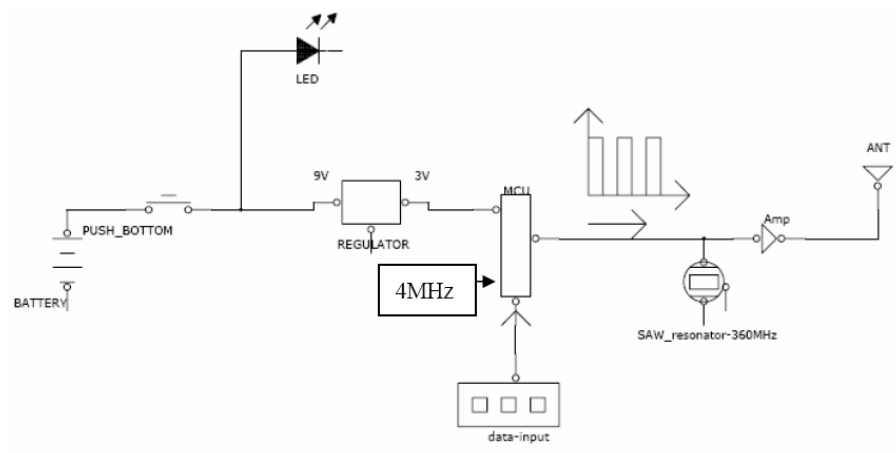 LED
9V
3V
MCU
ANT
PUSH_BOTTOM
REGULATOR
Amp
BATTERY
4MHz
SAW_resonator-360MHz
data-input